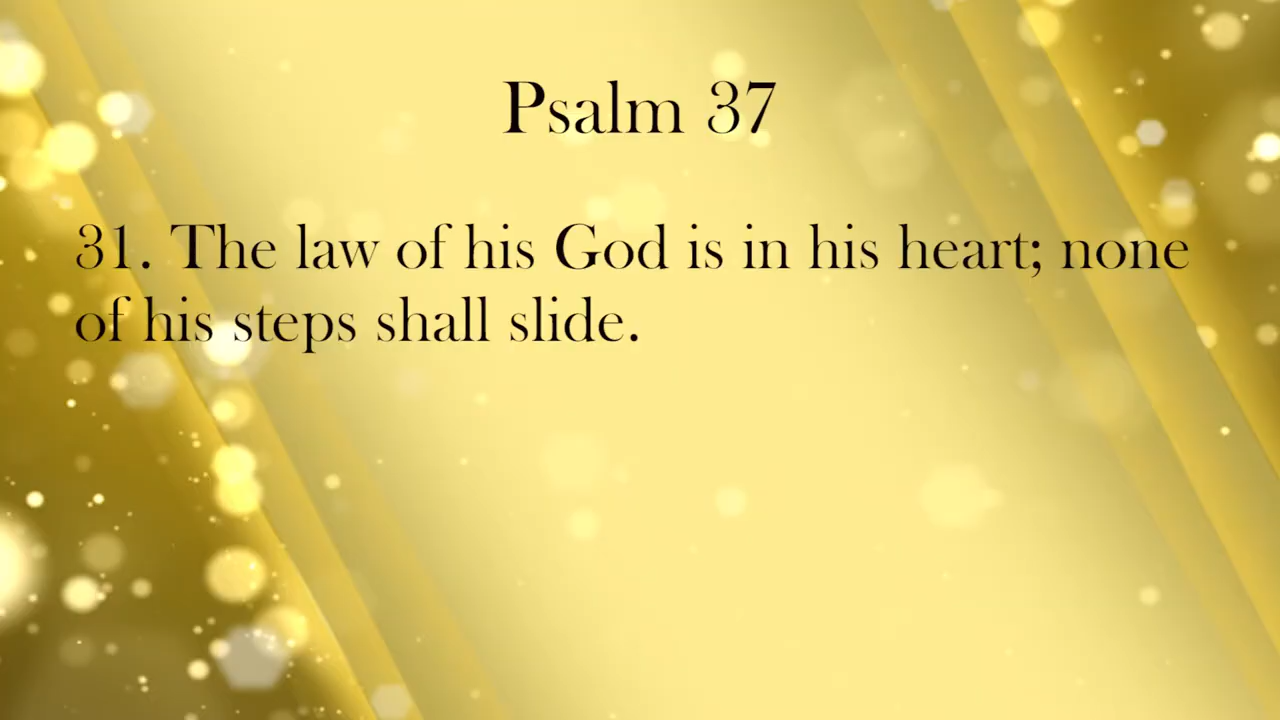 Psalm 37
31. The law of his God is in his heart; none
of his steps shall slide.